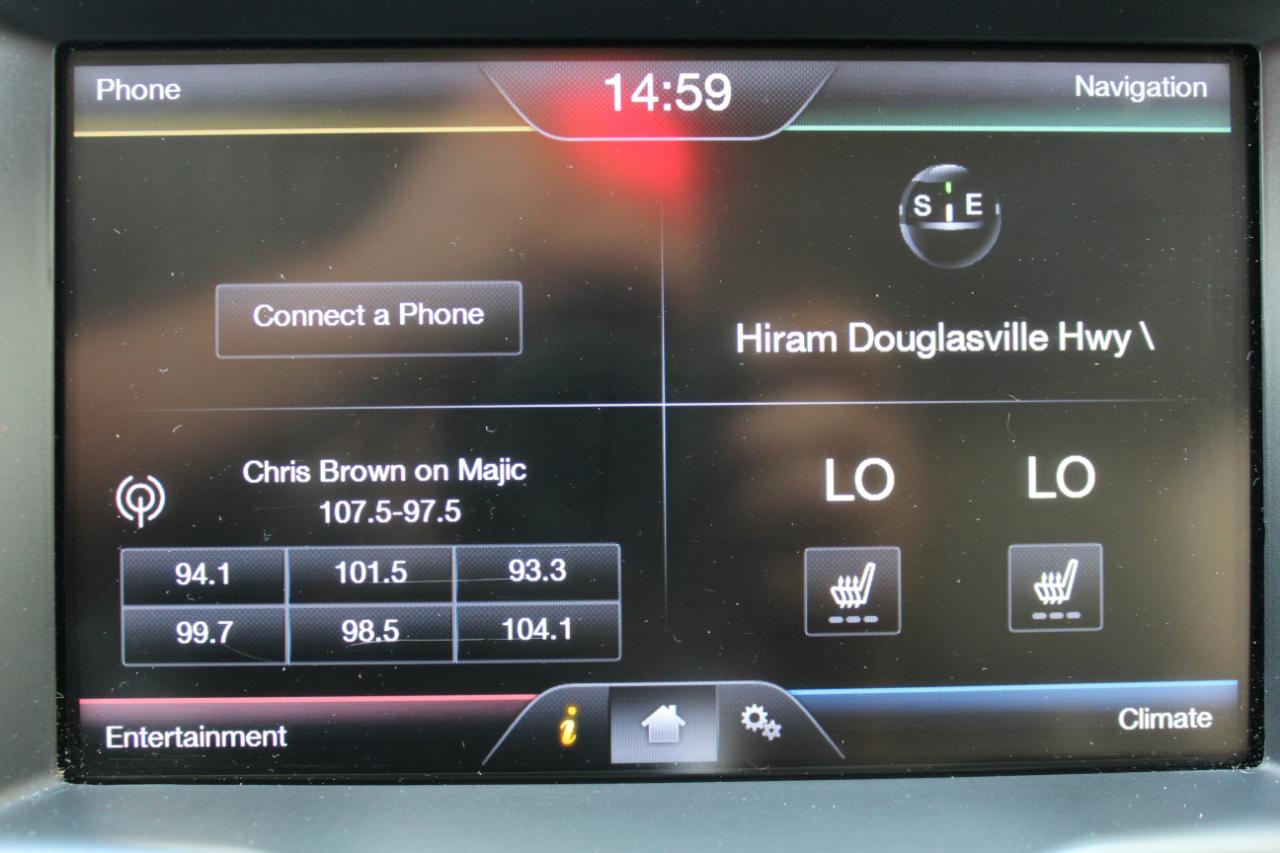 Phone
14:59
Navigation
S E
Connect a Phone
Hiram Douglasville Hwy \
Chris Brown on Majic
107.5-97.5
LO LO
94.1 101.5 93.3
99.7 98.5 104.1
Entertainment
i
Climate